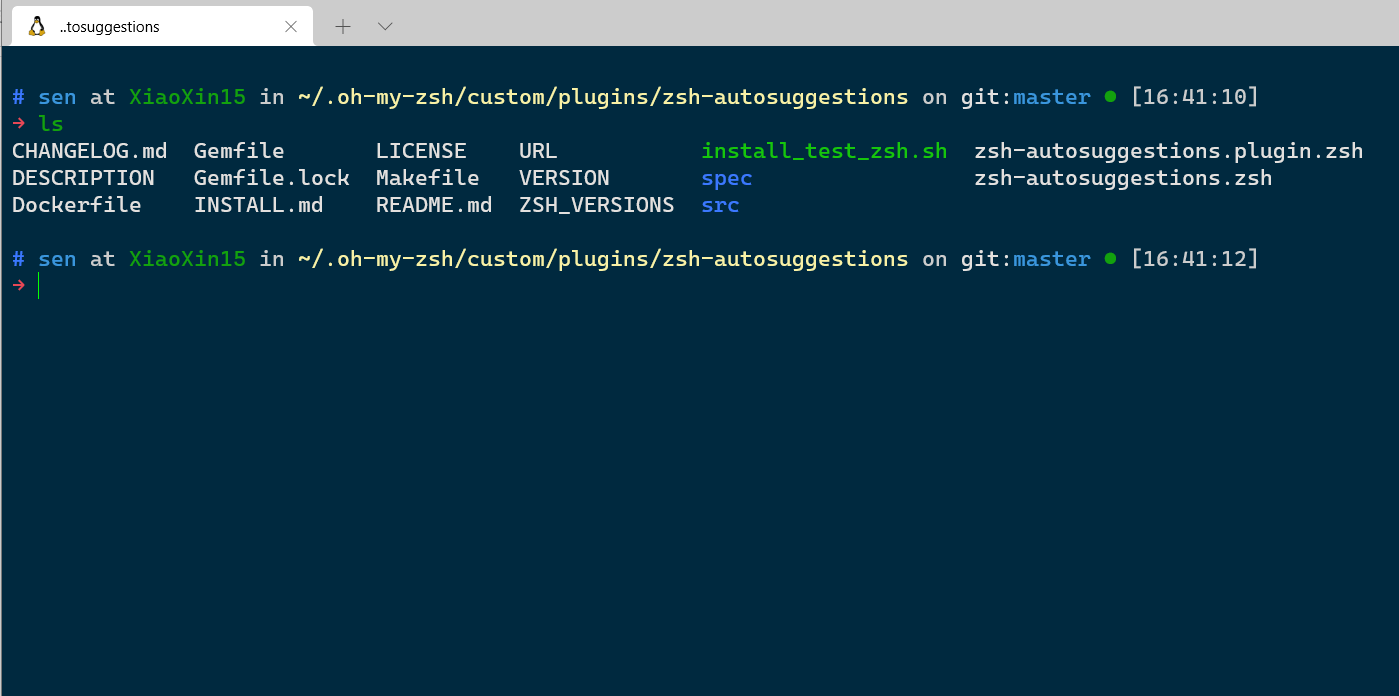 ..tosuggestions
# sen at XiaoXin15 in ~/.oh-my-zsh/custom/plugins/zsh-autosuggestions on git:master ● [16:41:10]
→ ls
CHANGELOG.md  Gemfile       LICENSE   URL           install_test_zsh.sh  zsh-autosuggestions.plugin.zsh
DESCRIPTION   Gemfile.lock  Makefile  VERSION       spec                 zsh-autosuggestions.zsh
Dockerfile    INSTALL.md    README.md  ZSH_VERSIONS  src
# sen at XiaoXin15 in ~/.oh-my-zsh/custom/plugins/zsh-autosuggestions on git:master ● [16:41:12]
→